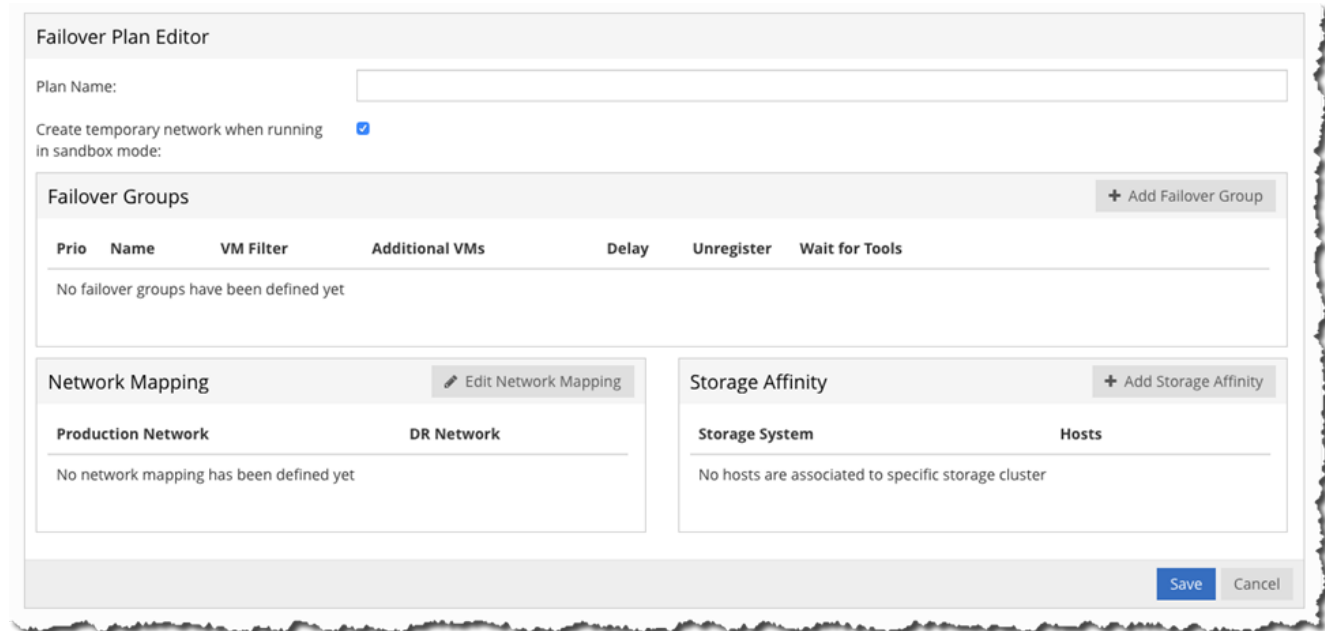 Failover Plan Editor
Plan Name:
Create temporary network when running
in sandbox mode:
Failover Groups
+ Add Failover Group
Prio Name VM Filter Additional VMs Delay Unregister Wait for Tools
No failover groups have been defined yet
Network Mapping
Edit Network Mapping
Production Network DR Network
No network mapping has been defined yet
Storage Affinity
+ Add Storage Affinity
Storage System Hosts
No hosts are associated to specific storage cluster
Save Cancel